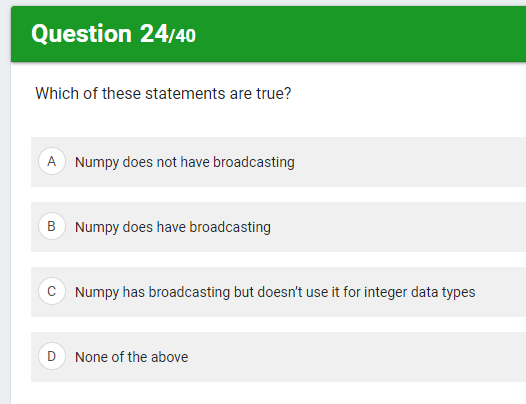 Question 24/40
Which of these statements are true?
A Numpy does not have broadcasting
B Numpy does have broadcasting
C Numpy has broadcasting but doesn't use it for integer data types
D None of the above